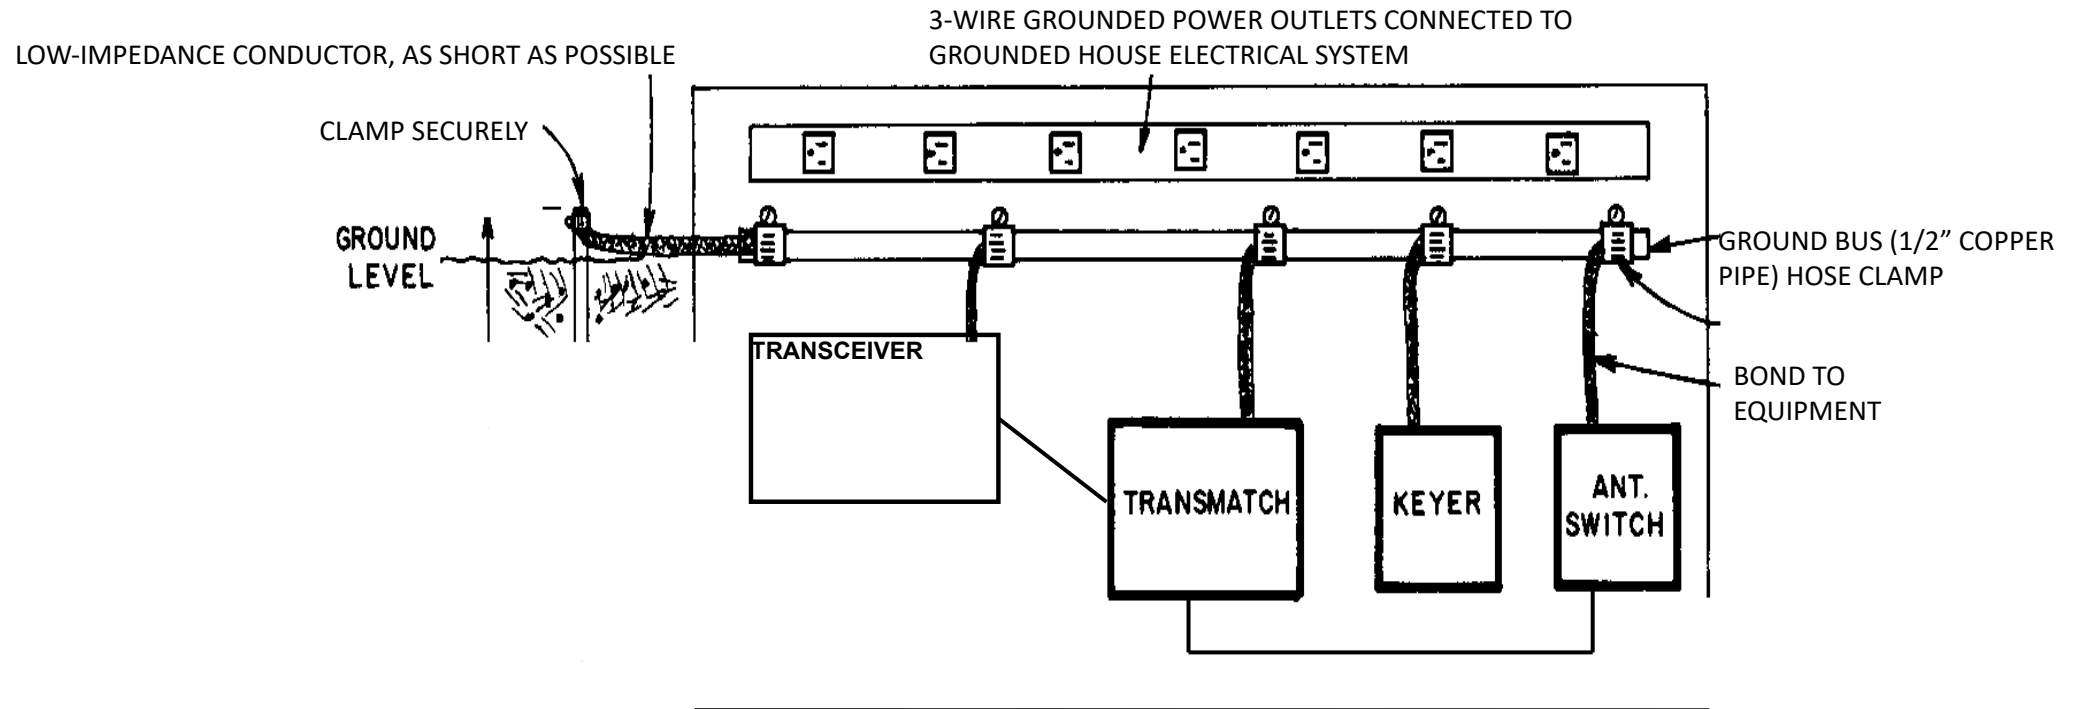 3-WIRE GROUNDED POWER OUTLETS CONNECTED TO
GROUNDED HOUSE ELECTRICAL SYSTEM
LOW-IMPEDANCE CONDUCTOR, AS SHORT AS POSSIBLE
CLAMP SECURELY
GROUND
LEVEL
GROUND BUS (1/2” COPPER
PIPE) HOSE CLAMP
TRANSCEIVER
BOND TO
EQUIPMENT
TRANSMATCH
KEYER
ANT.
SWITCH